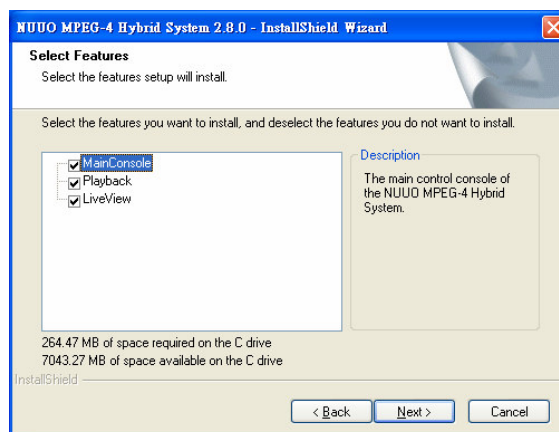 NUUO MPEG-4 Hybrid System 2.8.0 - InstallShield Wizard
Select Features
Select the features setup will install.
Select the features you want to install, and deselect the features you do not want to install.
MainConsole
Playback
LiveView
Description
The main control console of
the NUUO MPEG-4 Hybrid
System.
264.47 MB of space required on the C drive
7043.27 MB of space available on the C drive
InstallShield
< Back
Next >
Cancel